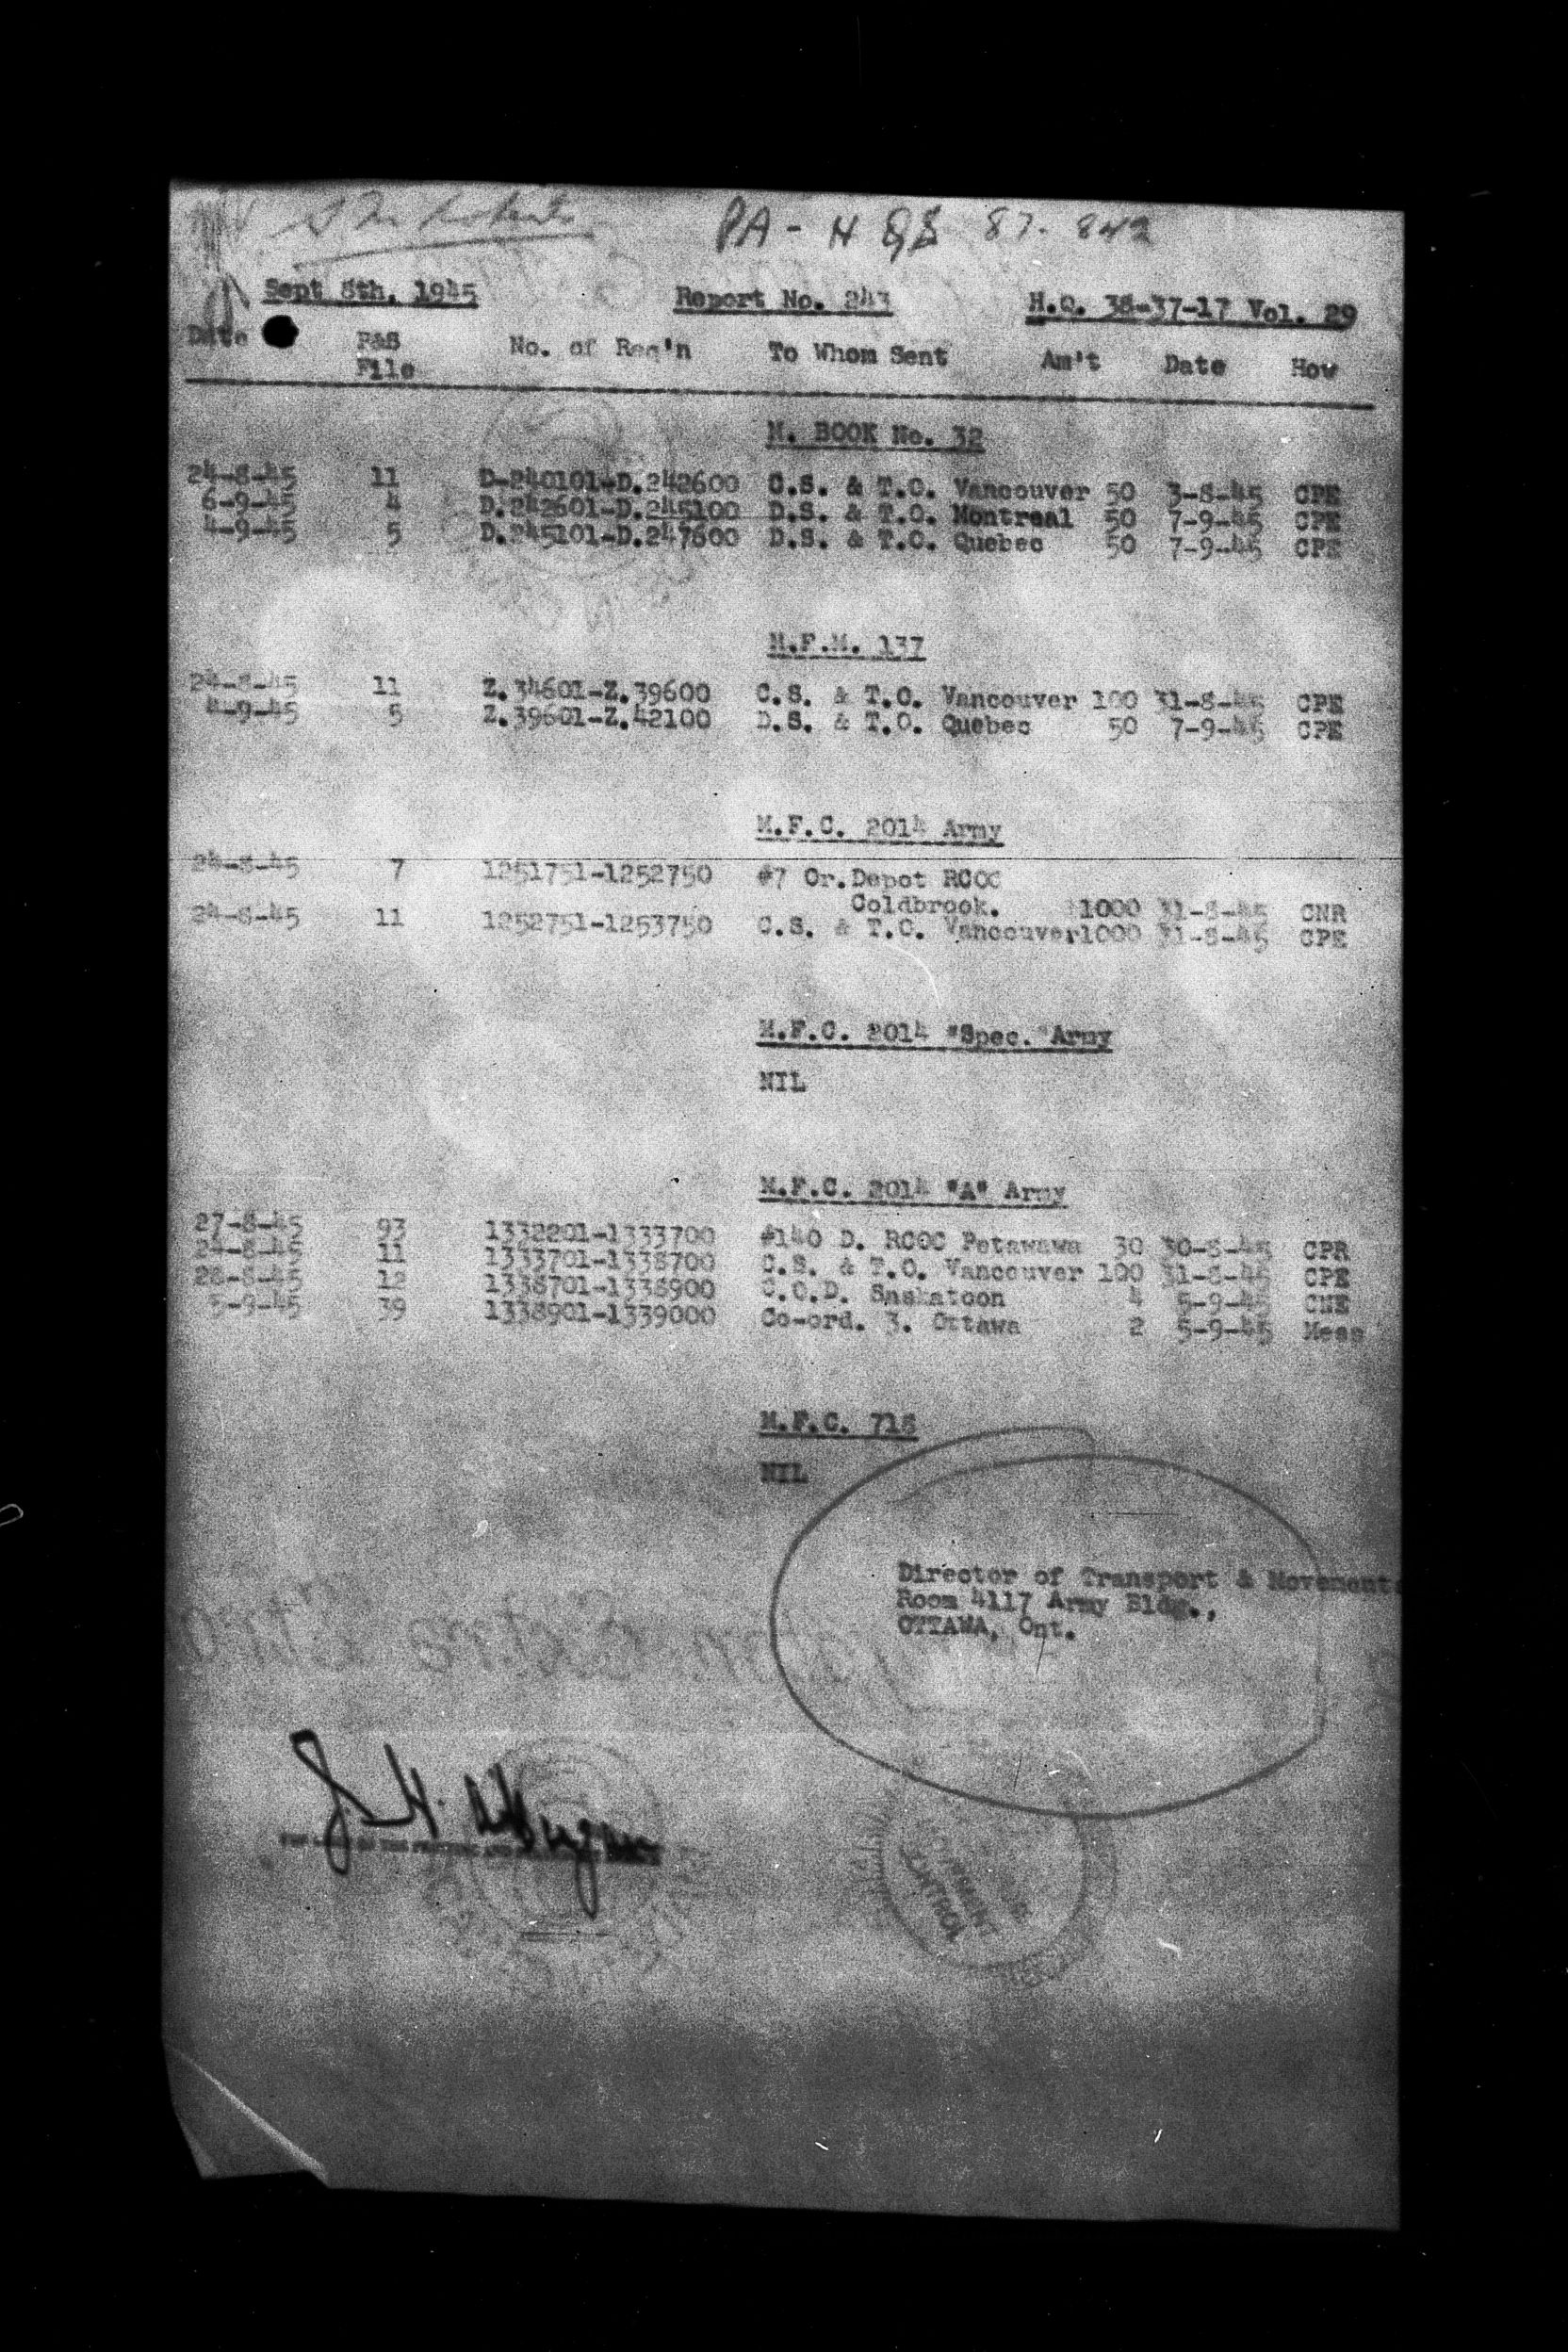 PA - H QS 87. 842
Sept 8th, 1945 Report No. 243 H.Q. 38-37-17 Vol. 29
Date P&S File No. of Req'n To Whom Sent Am't Date How
M. BOOK No. 32
24-8-45 11 D-240101-D.242600 C.S. & T.O. Vancouver 50 3-8-45 CPE
6-9-45 4 D.242601-D.245100 D.S. & T.O. Montreal 50 7-9-45 CPE
4-9-45 5 D.245101-D.247600 D.S. & T.O. Quebec 50 7-9-45 CPE
M.F.M. 137
24-8-45 11 Z.34601-Z.39600 C.S. & T.O. Vancouver 100 31-8-45 CPE
4-9-45 5 Z.39601-Z.42100 D.S. & T.O. Quebec 50 7-9-45 CPE
M.F.C. 2014 Army
24-8-45 7 1251751-1252750 #7 Or.Depot RCOC
Coldbrook. 1000 31-8-45 CNR
24-8-45 11 1252751-1253750 C.S. & T.O. Vancouver1000 31-8-45 CPE
M.F.C. 2014 "Spec."Army
NIL
M.F.C. 2014 "A" Army
27-8-45 93 1332201-1333700 #140 D. RCOC Petawawa 30 30-8-45 CPR
24-8-45 11 1333701-1338700 C.S. & T.O. Vancouver 100 31-8-45 CPE
28-8-45 12 1338701-1338900 C.O.D. Saskatoon 4 5-9-45 CNE
5-9-45 39 1338901-1339000 Co-ord. 3. Ottawa 2 5-9-45 Mess
M.F.C. 718
NIL
Director of Transport & Movements
Room 4117 Army Bldg.,
OTTAWA, Ont.
J. H.
MOVEMENT
CONTROL